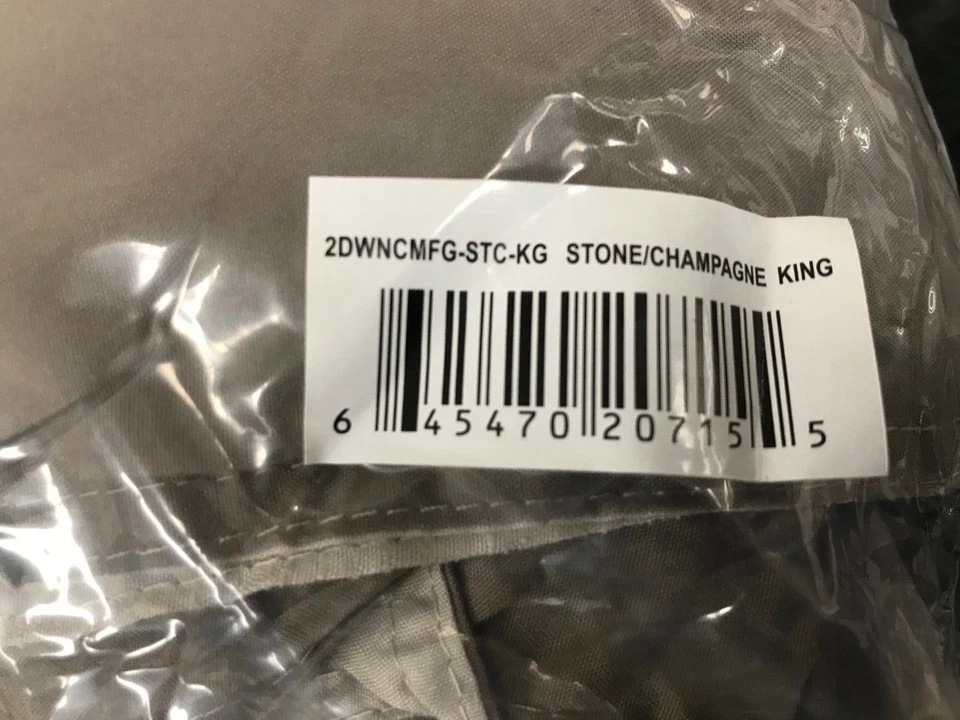 2DWNCMFG-STC-KG STONE/CHAMPAGNE KING
6 45470 20715 5